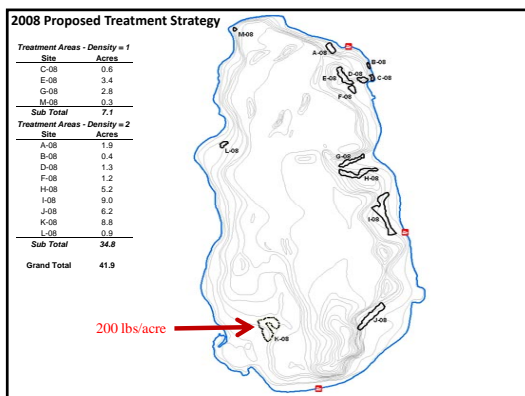 2008 Proposed Treatment Strategy
Treatment Areas - Density = 1
Site Acres
C-08 0.6
E-08 3.4
G-08 2.8
M-08 0.3
Sub Total 7.1
Treatment Areas - Density = 2
Site Acres
A-08 1.9
B-08 0.4
D-08 1.3
F-08 1.2
H-08 5.2
I-08 9.0
J-08 6.2
K-08 8.8
L-08 0.9
Sub Total 34.8
Grand Total 41.9
M-08
A-08
B-08
E-08
D-08
C-08
F-08
L-08
G-08
H-08
I-08
J-08
200 lbs/acre
K-08